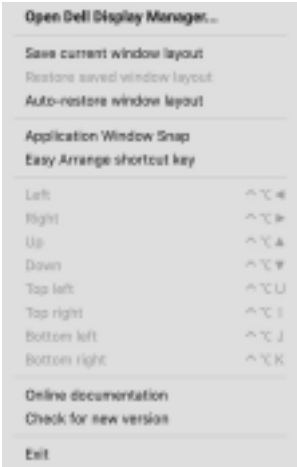 Open Dell Display Manager...
Save current window layout
Restore saved window layout
Auto-restore window layout
Application Window Snap
Easy Arrange shortcut key
Left ^⌥◀
Right ^⌥▶
Up ^⌥▲
Down ^⌥▼
Top left ^⌥U
Top right ^⌥I
Bottom left ^⌥J
Bottom right ^⌥K
Online documentation
Check for new version
Exit